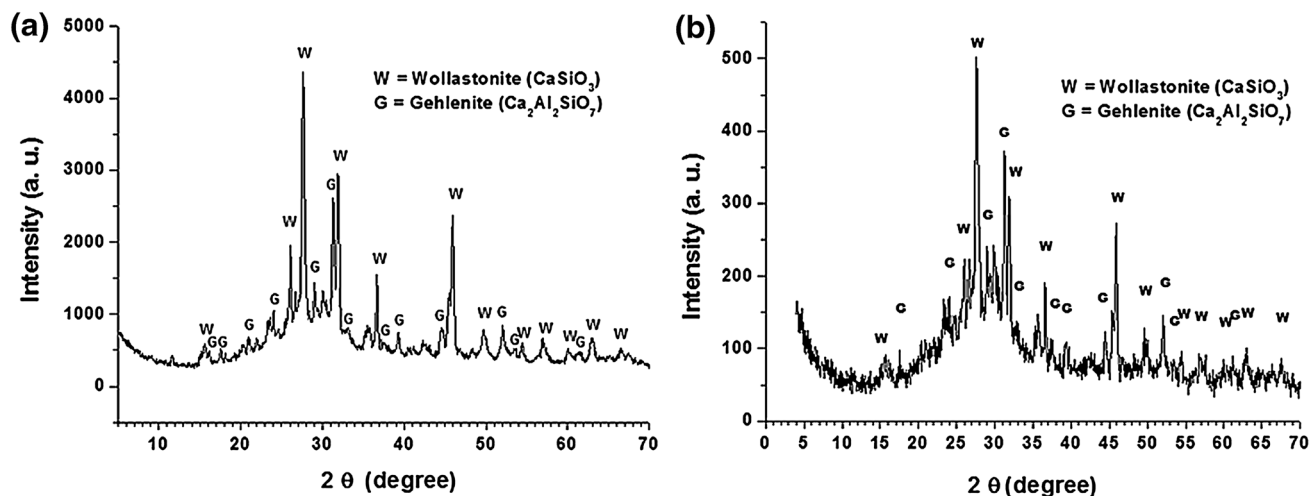 (a)
5000
4000
3000
2000
1000
0
Intensity (a. u.)
W = Wollastonite (CaSiO3)
G = Gehlenite (Ca2Al2SiO7)
W
G
G
G
G
W
W
G
G
W
G
W
G
G
G
W
W
G
G
W
W
W
G
W
W
10
20
30
40
50
60
70
2 θ (degree)
(b)
500
400
300
200
100
0
Intensity (a. u.)
W = Wollastonite (CaSiO3)
G = Gehlenite (Ca2Al2SiO7)
W
G
G
W
W
G
G
W
G
W
G
G
G
W
W
G
G
W
W
W
G
W
W
0
5
10
15
20
25
30
35
40
45
50
55
60
65
70
2 θ (degree)